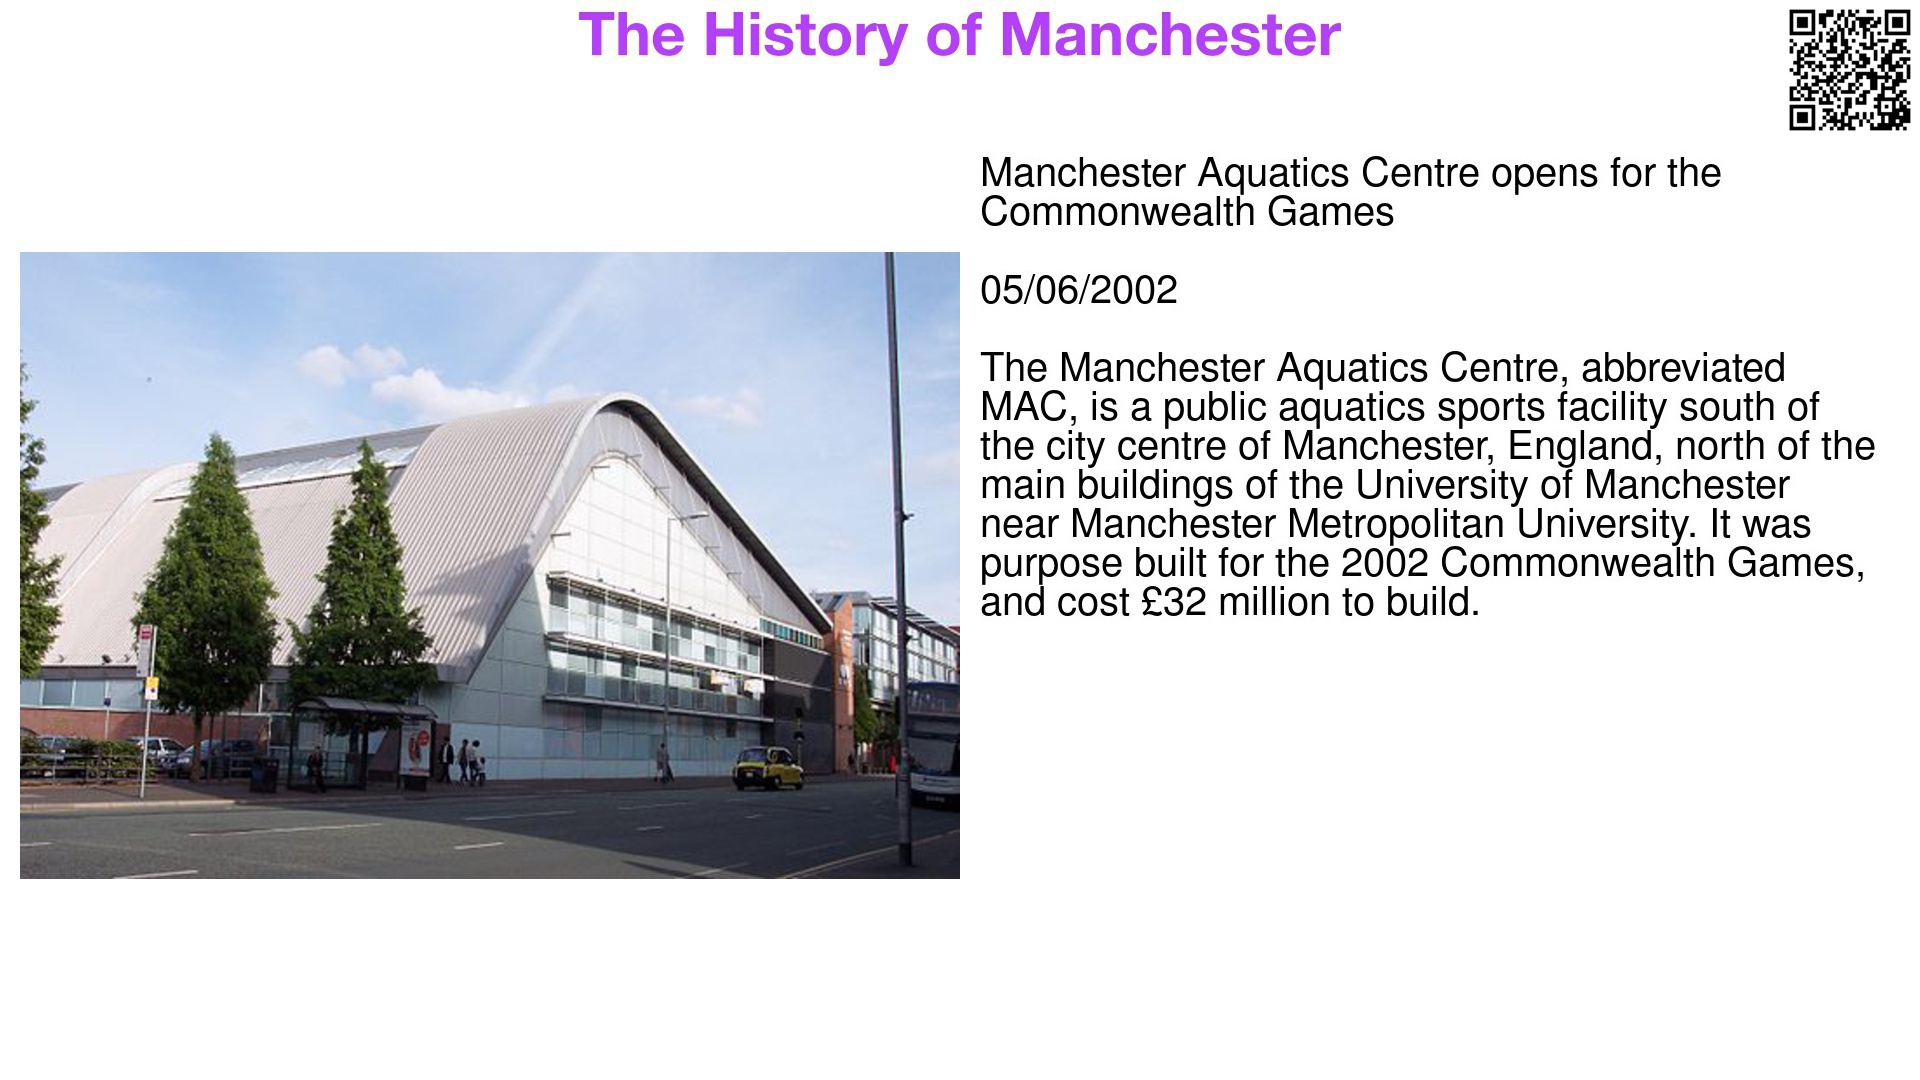 The History of Manchester
Manchester Aquatics Centre opens for the
Commonwealth Games
05/06/2002
The Manchester Aquatics Centre, abbreviated
MAC, is a public aquatics sports facility south of
the city centre of Manchester, England, north of the
main buildings of the University of Manchester
near Manchester Metropolitan University. It was
purpose built for the 2002 Commonwealth Games,
and cost £32 million to build.